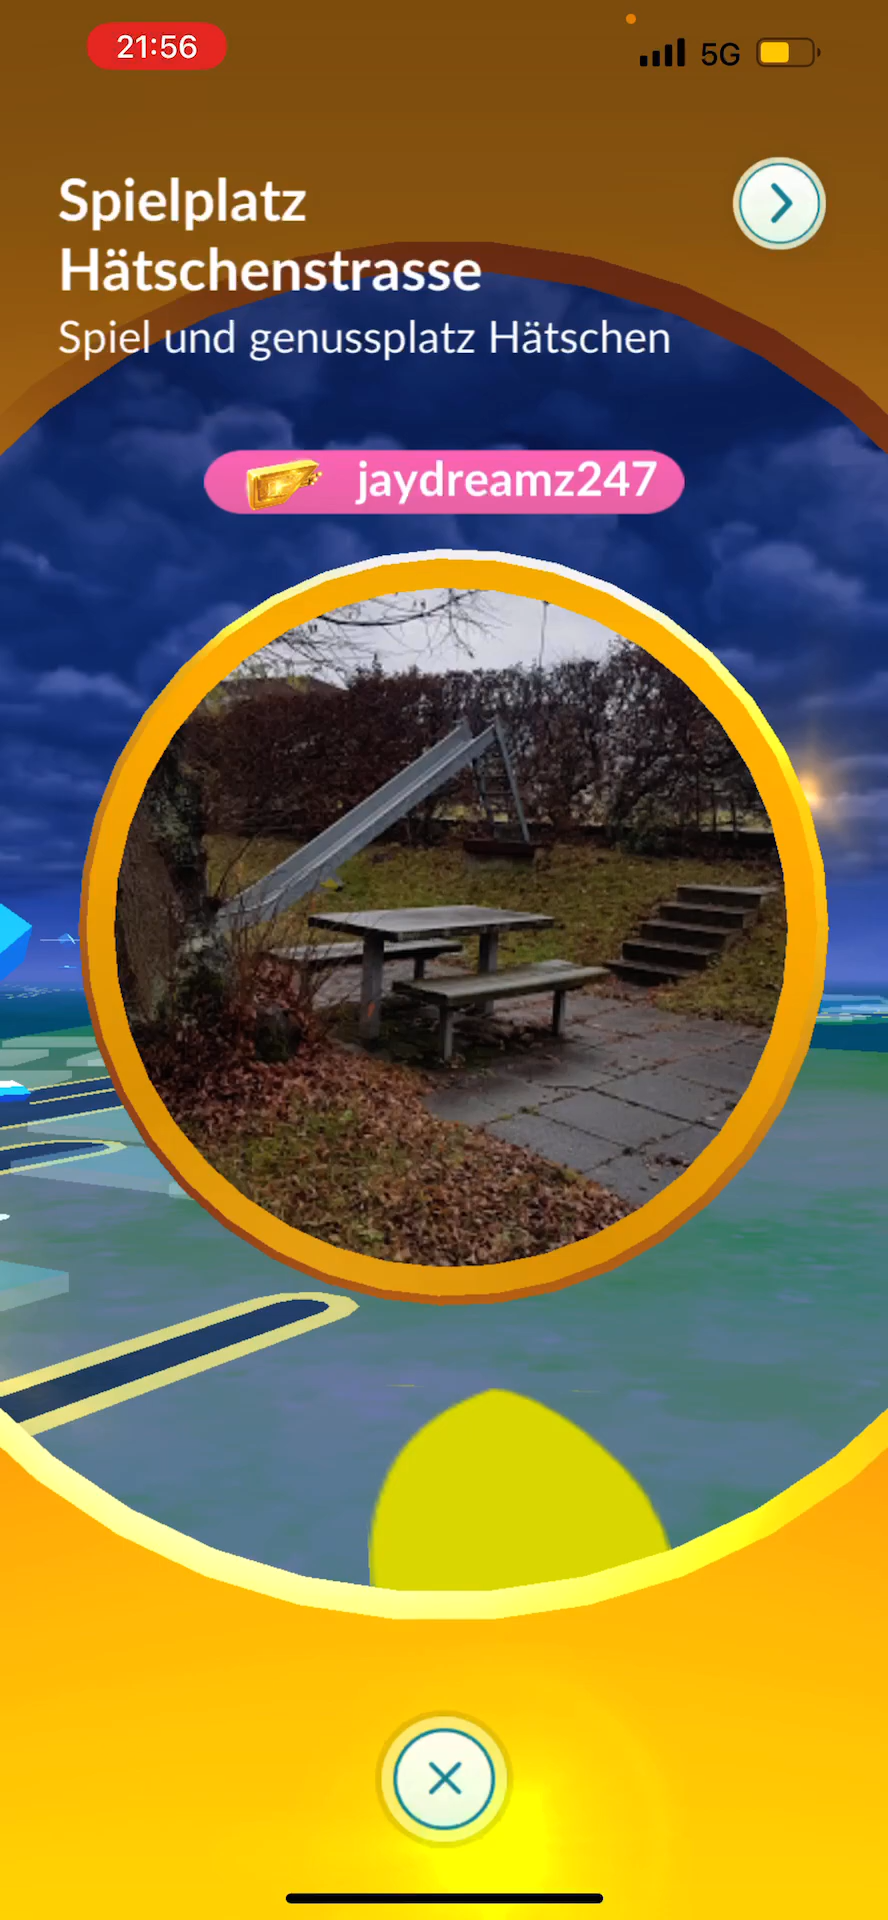 21:56
5G
Spielplatz
Hätschenstrasse
Spiel und genussplatz Hätschen
jaydreamz247